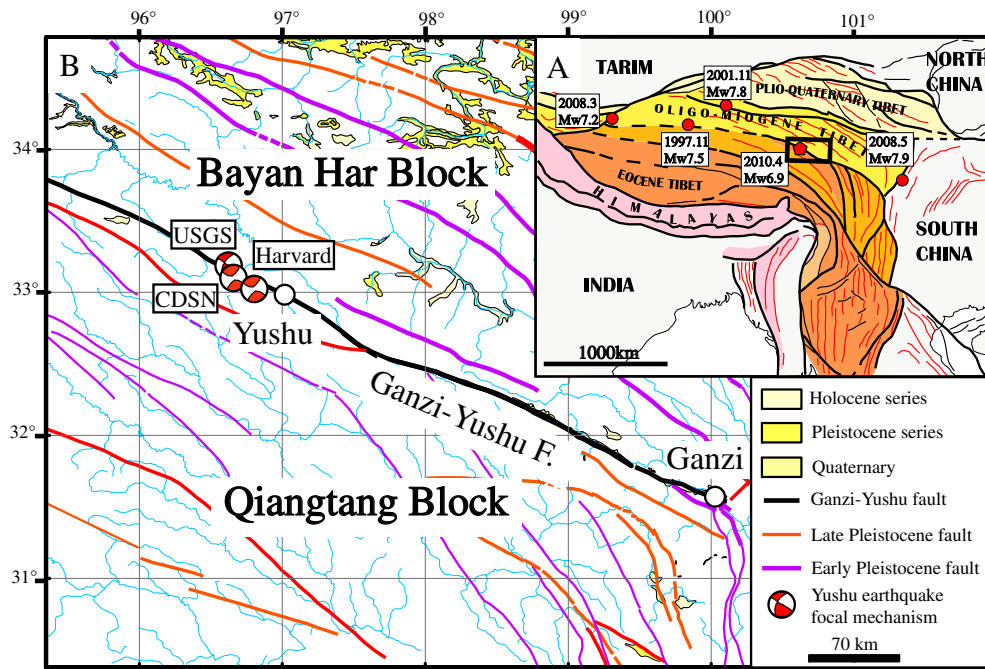 96°
97°
98°
99°
100°
101°
B
34°
33°
32°
31°
Bayan Har Block
USGS
Harvard
CDSN
Yushu
Ganzi-Yushu F.
Ganzi
Qiangtang Block
A
TARIM
NORTH
CHINA
2001.11
Mw7.8
PLIO-QUATERNARY TIBET
2008.3
Mw7.2
OLIGO-MIOCENE TIBET
1997.11
Mw7.5
2008.5
Mw7.9
2010.4
Mw6.9
EOCENE TIBET
HIMALAYAS
SOUTH
CHINA
INDIA
1000km
Holocene series
Pleistocene series
Quaternary
Ganzi-Yushu fault
Late Pleistocene fault
Early Pleistocene fault
Yushu earthquake
focal mechanism
70 km